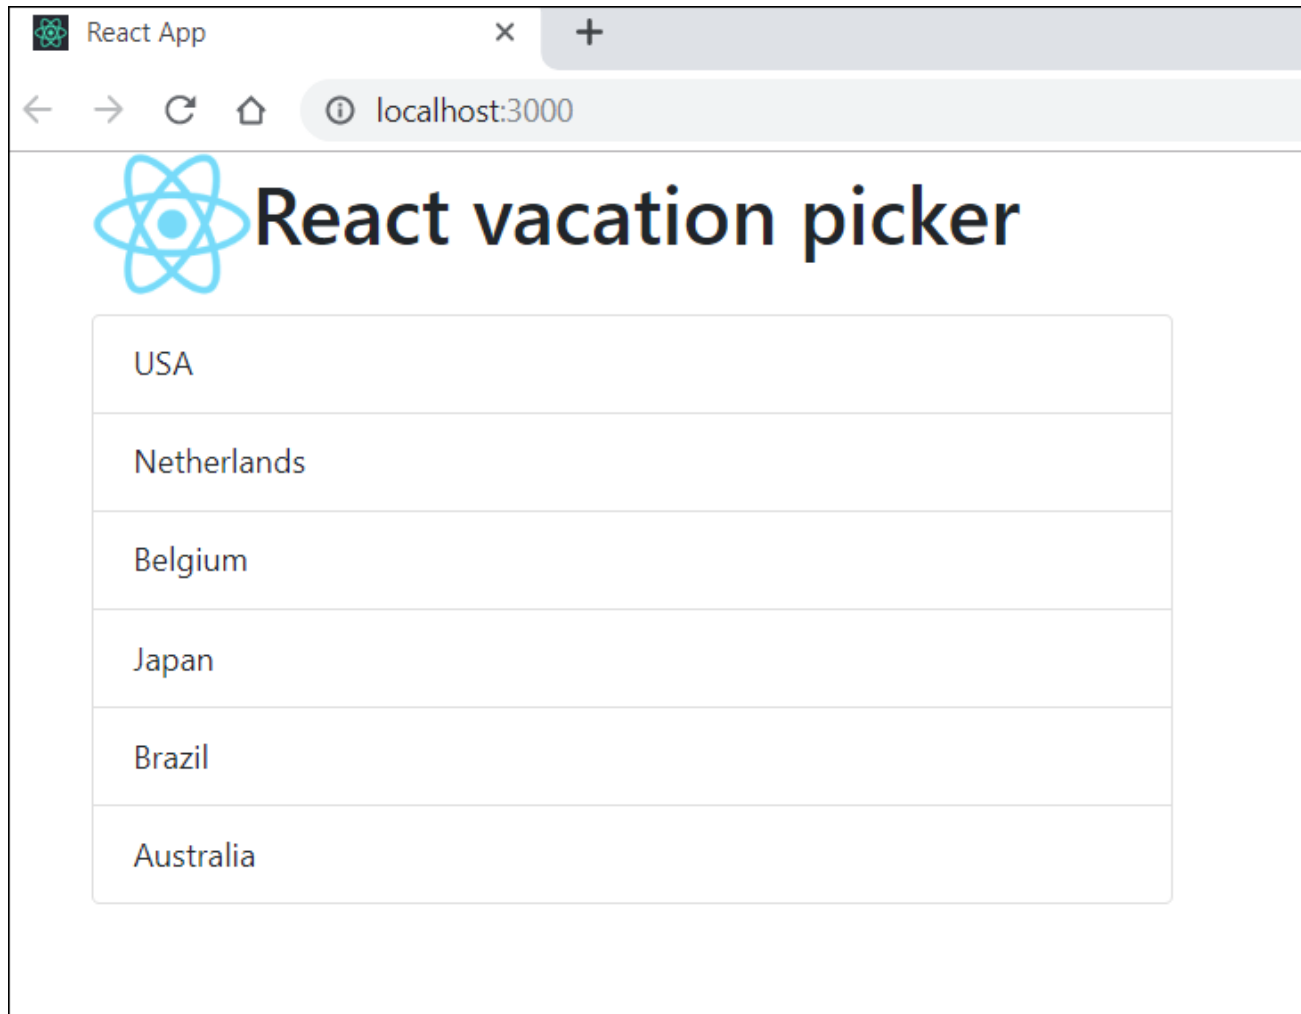 React App
localhost:3000
React vacation picker
USA
Netherlands
Belgium
Japan
Brazil
Australia